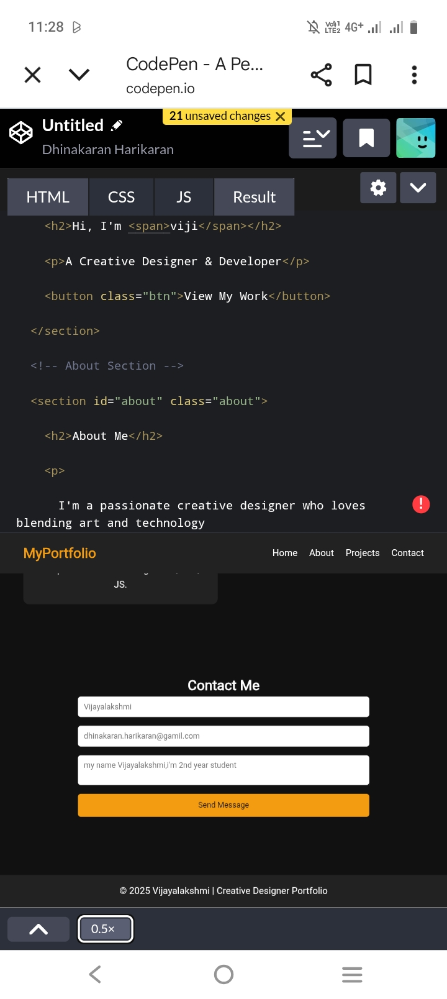 11:28
Vo)) 1
LTE2
4G+
CodePen - A Pe...
codepen.io
21 unsaved changes
Untitled
Dhinakaran Harikaran
HTML CSS JS Result
<h2>Hi, I'm <span>viji</span></h2>
<p>A Creative Designer & Developer</p>
<button class="btn">View My Work</button>
</section>
<!-- About Section -->
<section id="about" class="about">
<h2>About Me</h2>
<p>
I'm a passionate creative designer who loves
blending art and technology
MyPortfolio Home About Projects Contact
JS.
Contact Me
Vijayalakshmi
dhinakaran.harikaran@gamil.com
my name Vijayalakshmi,i'm 2nd year student
Send Message
© 2025 Vijayalakshmi | Creative Designer Portfolio
0.5×